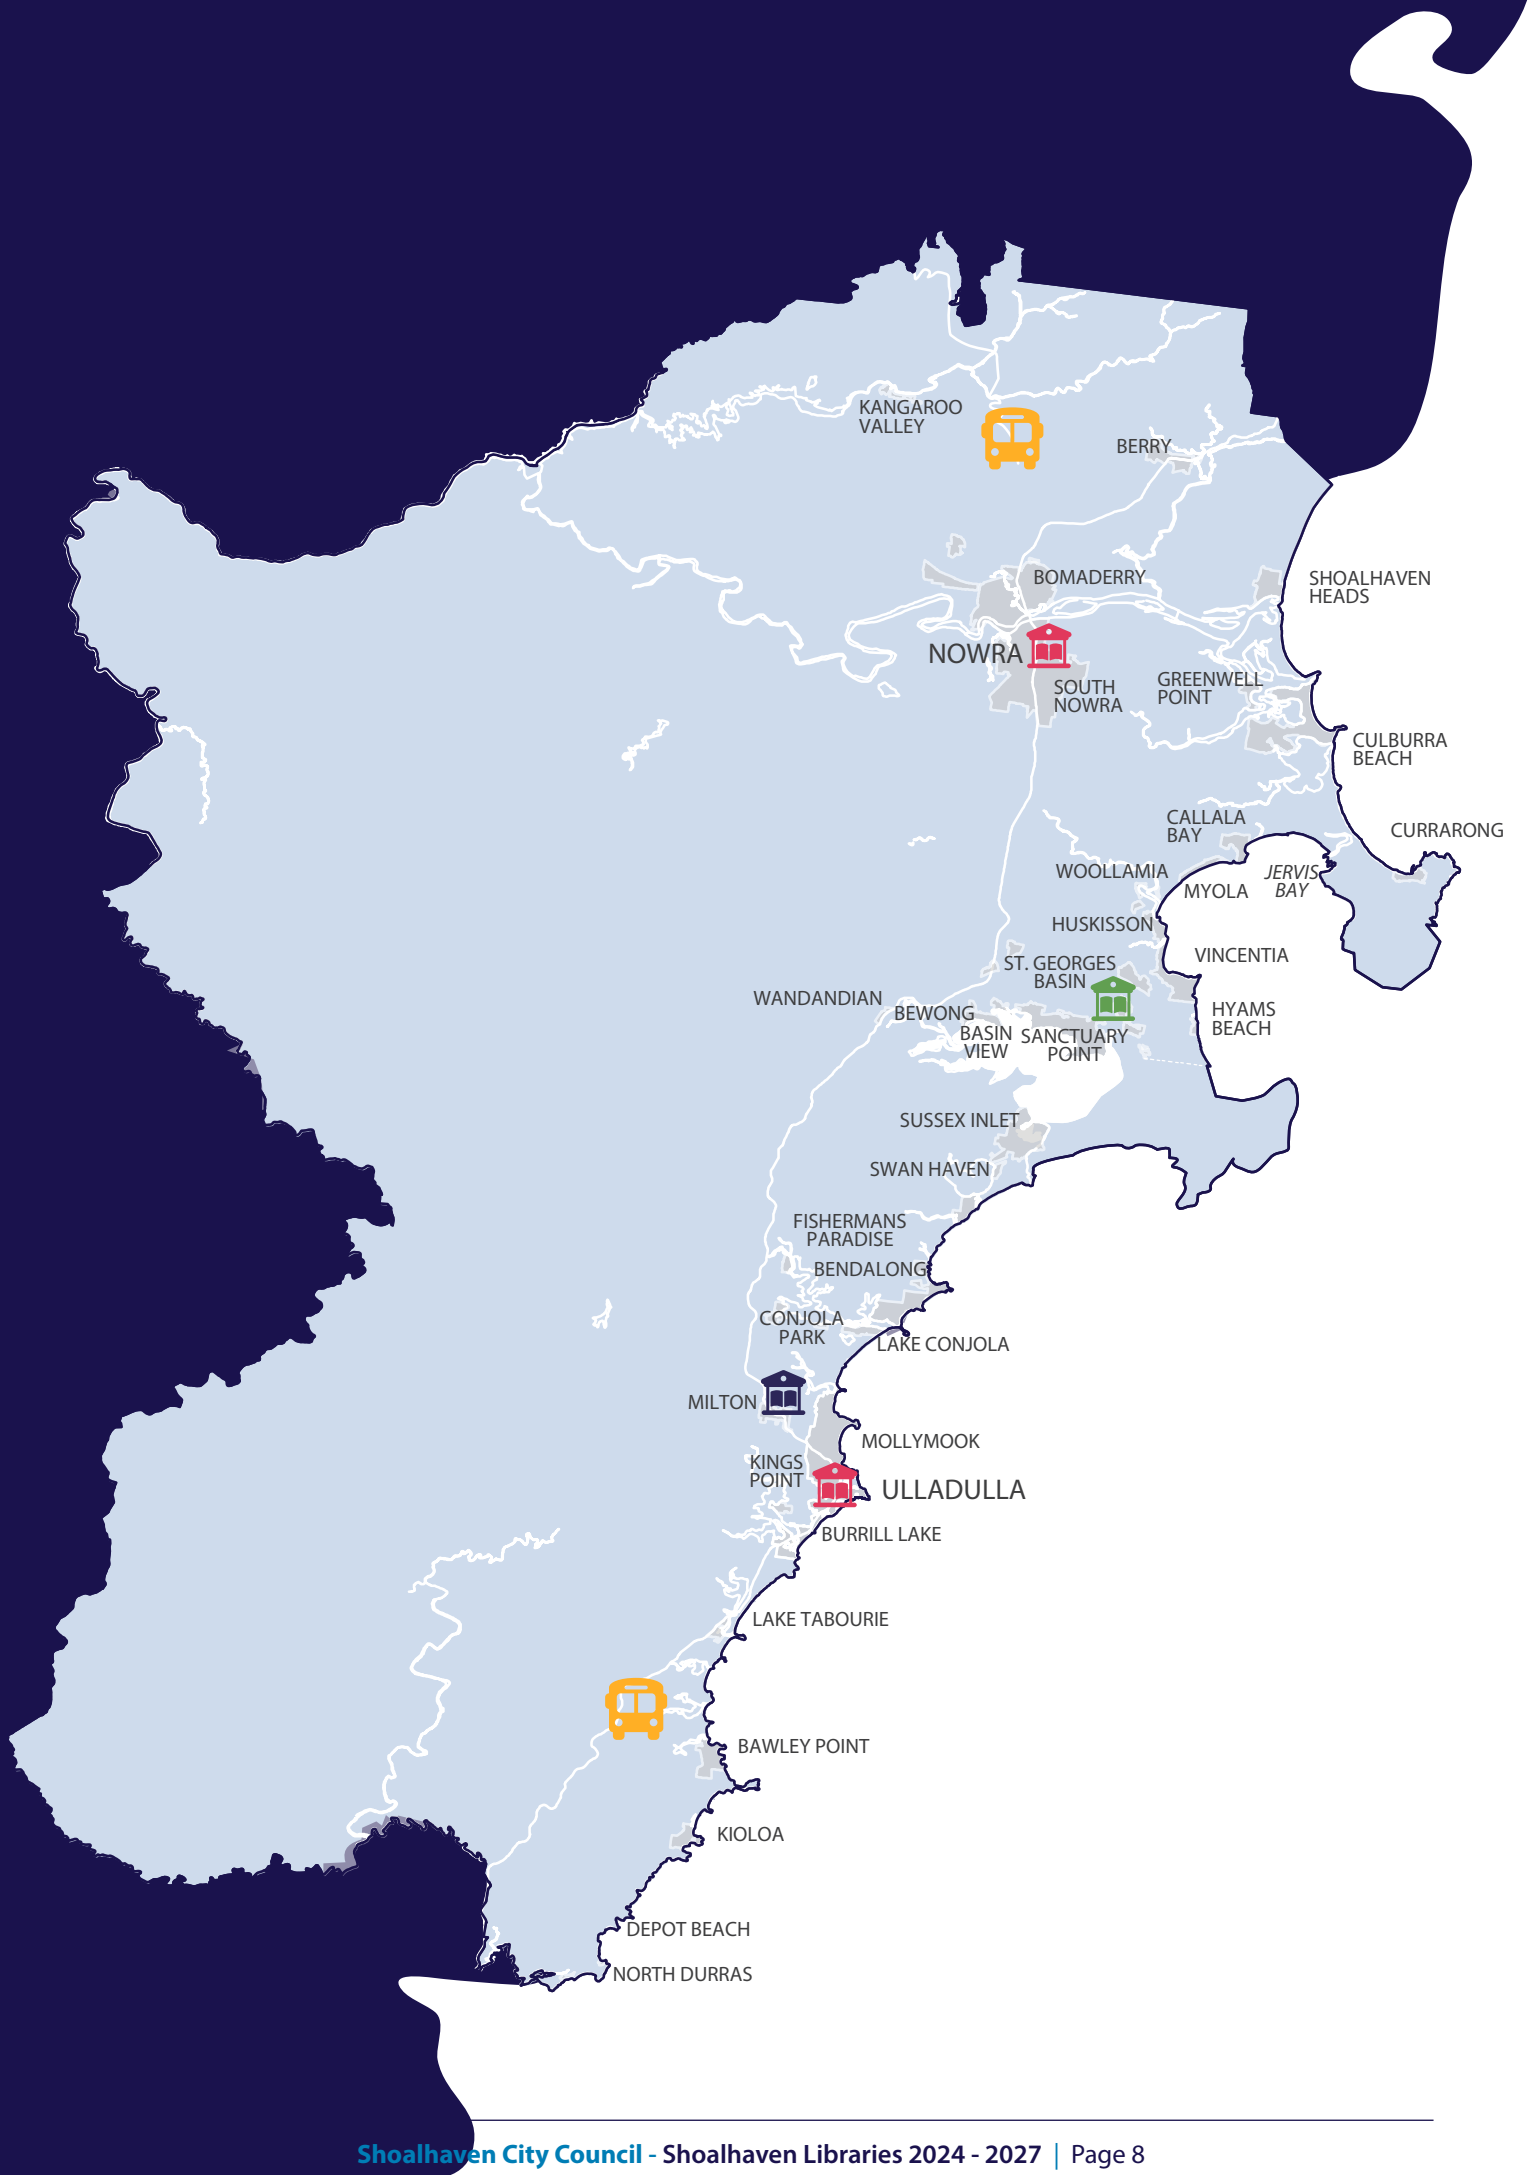 KANGAROO
VALLEY
BERRY
BOMADERRY
SHOALHAVEN
HEADS
NOWRA
SOUTH
NOWRA
GREENWELL
POINT
CULBURRA
BEACH
CALLALA
BAY
CURRARONG
WOOLLAMIA
JERVIS
BAY
MYOLA
HUSKISSON
VINCENTIA
ST. GEORGES
BASIN
WANDANDIAN
BEWONG
HYAMS
BEACH
BASIN
VIEW
SANCTUARY
POINT
SUSSEX INLET
SWAN HAVEN
FISHERMANS
PARADISE
BENDALONG
CONJOLA
PARK
LAKE CONJOLA
MILTON
MOLLYMOOK
KINGS
POINT
ULLADULLA
BURRILL LAKE
LAKE TABOURIE
BAWLEY POINT
KIOLOA
DEPOT BEACH
NORTH DURRAS
Shoalhaven City Council - Shoalhaven Libraries 2024 - 2027 | Page 8